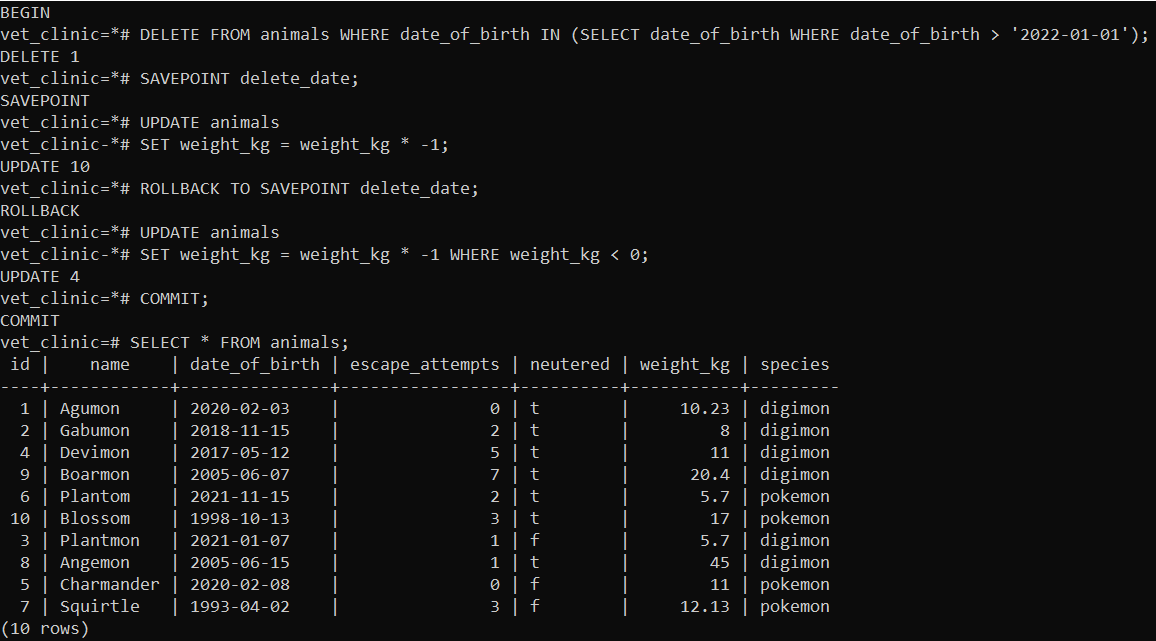 BEGIN
vet_clinic=*# DELETE FROM animals WHERE date_of_birth IN (SELECT date_of_birth WHERE date_of_birth > '2022-01-01');
DELETE 1
vet_clinic=*# SAVEPOINT delete_date;
SAVEPOINT
vet_clinic=*# UPDATE animals
vet_clinic-*# SET weight_kg = weight_kg * -1;
UPDATE 10
vet_clinic=*# ROLLBACK TO SAVEPOINT delete_date;
ROLLBACK
vet_clinic=*# UPDATE animals
vet_clinic-*# SET weight_kg = weight_kg * -1 WHERE weight_kg < 0;
UPDATE 4
vet_clinic=*# COMMIT;
COMMIT
vet_clinic=# SELECT * FROM animals;
 id |    name    | date_of_birth | escape_attempts | neutered | weight_kg | species
----+------------+---------------+-----------------+----------+-----------+---------
  1 | Agumon     | 2020-02-03    |               0 | t        |     10.23 | digimon
  2 | Gabumon    | 2018-11-15    |               2 | t        |         8 | digimon
  4 | Devimon    | 2017-05-12    |               5 | t        |        11 | digimon
  9 | Boarmon    | 2005-06-07    |               7 | t        |      20.4 | digimon
  6 | Plantom    | 2021-11-15    |               2 | t        |       5.7 | pokemon
 10 | Blossom    | 1998-10-13    |               3 | t        |        17 | pokemon
  3 | Plantmon   | 2021-01-07    |               1 | f        |       5.7 | digimon
  8 | Angemon    | 2005-06-15    |               1 | t        |        45 | digimon
  5 | Charmander | 2020-02-08    |               0 | f        |        11 | pokemon
  7 | Squirtle   | 1993-04-02    |               3 | f        |     12.13 | pokemon
(10 rows)